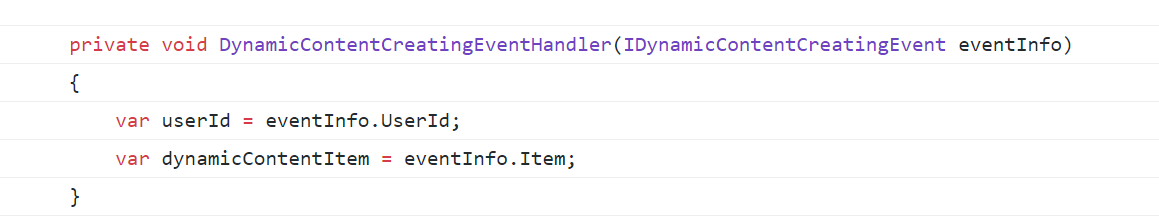 private void DynamicContentCreatingEventHandler(IDynamicContentCreatingEvent eventInfo)
{
    var userId = eventInfo.UserId;
    var dynamicContentItem = eventInfo.Item;
}